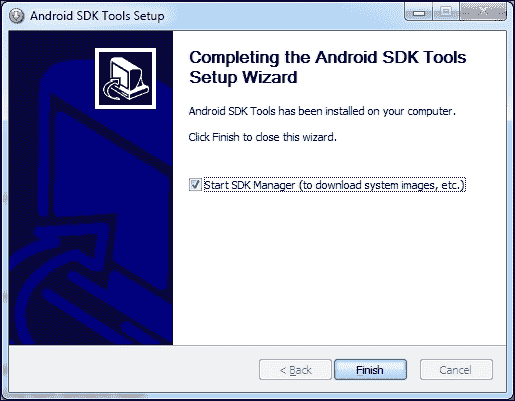 Android SDK Tools Setup
Completing the Android SDK Tools
Setup Wizard
Android SDK Tools has been installed on your computer.
Click Finish to close this wizard.
Start SDK Manager (to download system images, etc.)
< Back
Finish
Cancel